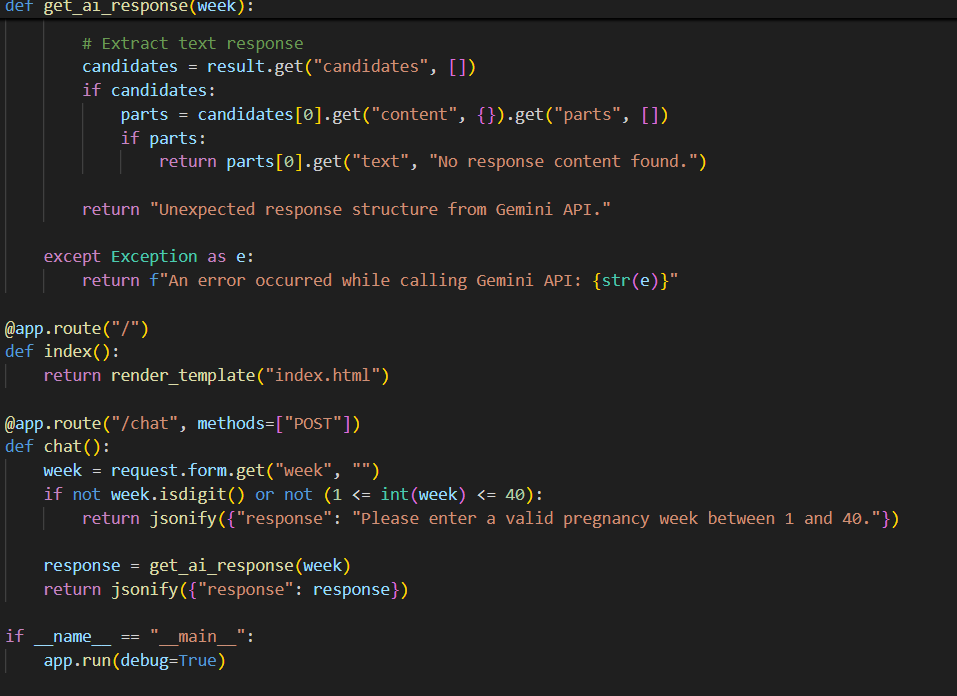 def get_ai_response(week):
        # Extract text response
        candidates = result.get("candidates", [])
        if candidates:
            parts = candidates[0].get("content", {}).get("parts", [])
            if parts:
                return parts[0].get("text", "No response content found.")
        return "Unexpected response structure from Gemini API."
    except Exception as e:
        return f"An error occurred while calling Gemini API: {str(e)}"
@app.route("/")
def index():
    return render_template("index.html")
@app.route("/chat", methods=["POST"])
def chat():
    week = request.form.get("week", "")
    if not week.isdigit() or not (1 <= int(week) <= 40):
        return jsonify({"response": "Please enter a valid pregnancy week between 1 and 40."})
    response = get_ai_response(week)
    return jsonify({"response": response})
if __name__ == "__main__":
    app.run(debug=True)